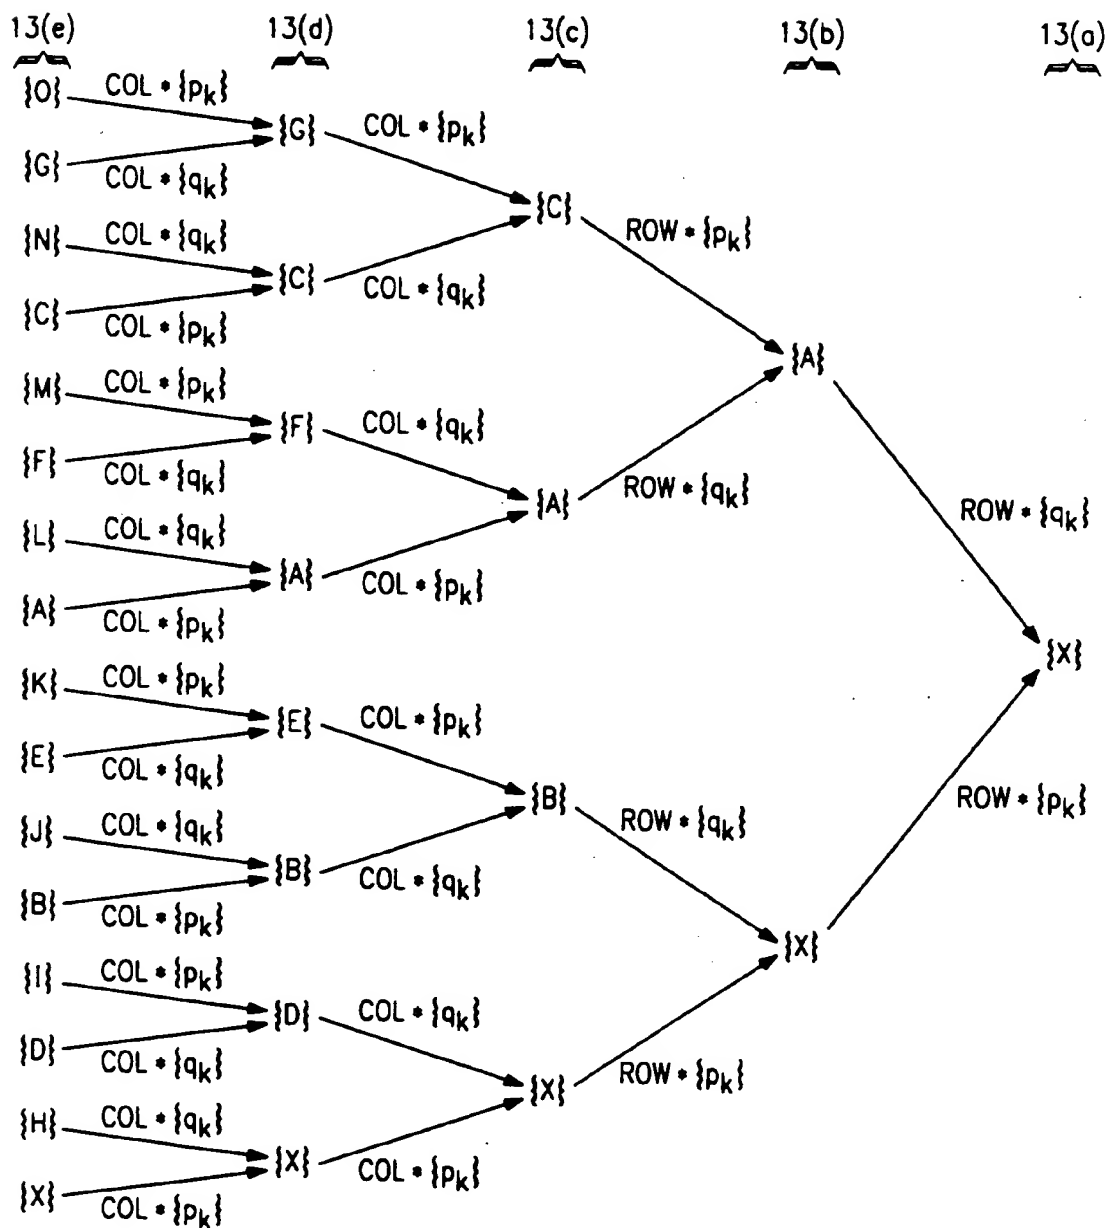 13(e) 13(d) 13(c) 13(b) 13(a)
{O} COL * {pk}
{G} COL * {pk}
{G} COL * {qk}
{C} ROW * {pk}
{N} COL * {qk}
{C} COL * {qk}
{C} COL * {pk}
{A}
{M} COL * {pk}
{F} COL * {qk}
{F} COL * {qk}
{A} ROW * {qk} ROW * {qk}
{L} COL * {qk}
{A} COL * {pk}
{A} COL * {pk}
{X}
{K} COL * {pk}
{E} COL * {pk}
{E} COL * {qk}
{B} ROW * {qk} ROW * {pk}
{J} COL * {qk}
{B} COL * {qk}
{B} COL * {pk}
{X}
{I} COL * {pk}
{D} COL * {qk}
{D} COL * {qk}
{X} ROW * {pk}
{H} COL * {qk}
{X} COL * {pk}
{X} COL * {pk}